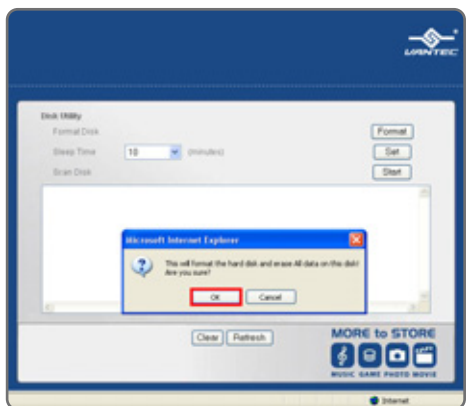 VANTEC
Disk Utility
Format Disk
Format
Sleep Time
10
(minutes)
Set
Scan Disk
Start
Microsoft Internet Explorer
This will format the hard disk and erase All data on this disk!
Are you sure?
OK
Cancel
Clear
Refresh
MORE to STORE
MUSIC GAME PHOTO MOVIE
Internet